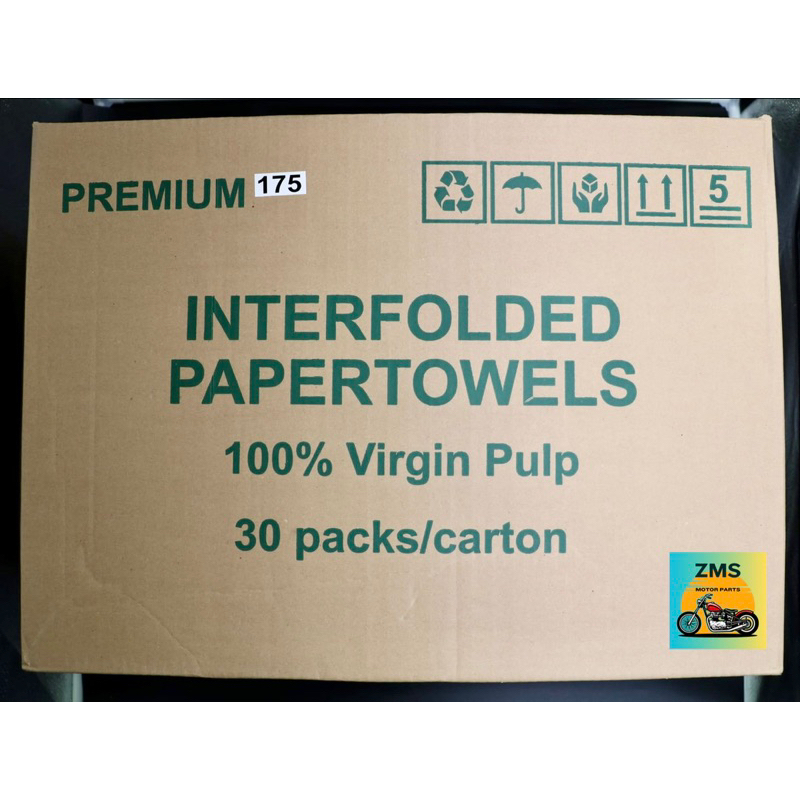 PREMIUM 175
5
INTERFOLDED
PAPERTOWELS
100% Virgin Pulp
30 packs/carton
ZMS
MOTOR PARTS